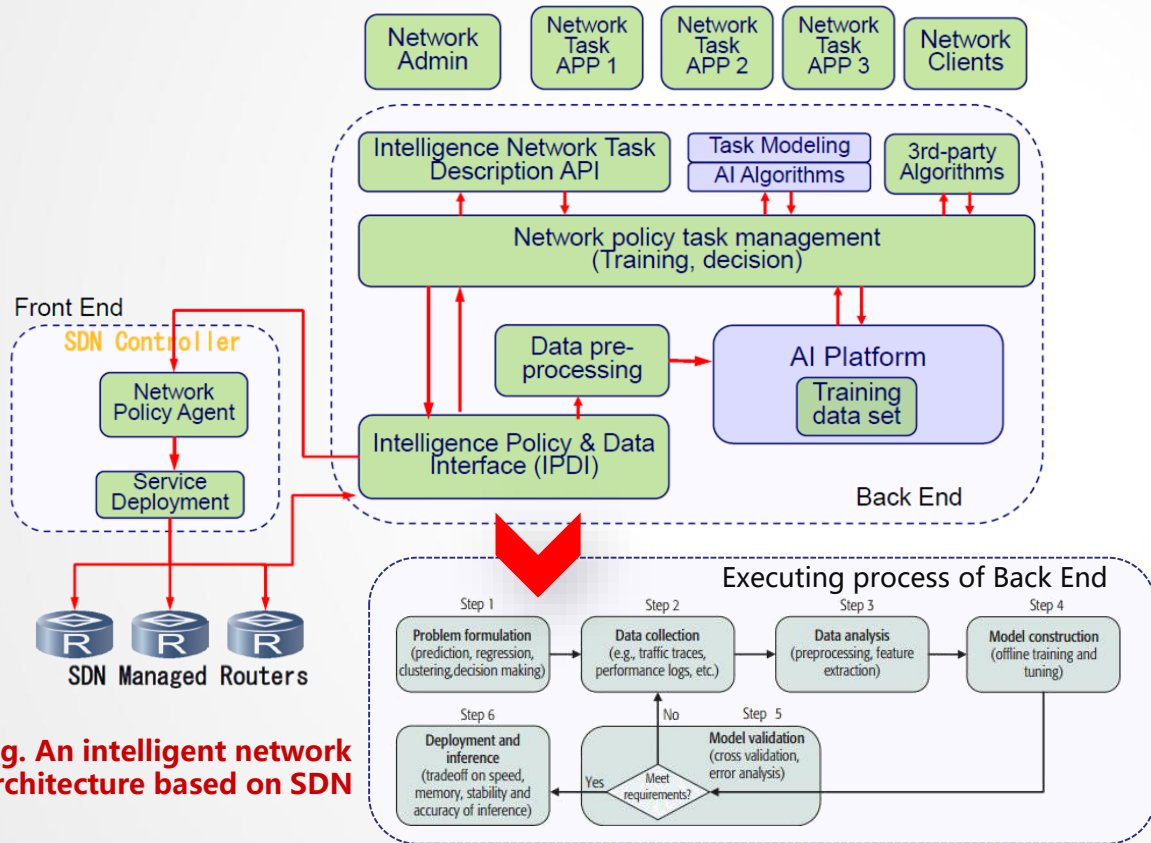 Network
Admin
Network
Task
APP 1
Network
Task
APP 2
Network
Task
APP 3
Network
Clients
Intelligence Network Task
Description API
Task Modeling
AI Algorithms
3rd-party
Algorithms
Network policy task management
(Training, decision)
Front End
SDN Controller
Network
Policy Agent
Service
Deployment
Data pre-
processing
AI Platform
Training
data set
Intelligence Policy & Data
Interface (IPDI)
Back End
R
R
R
SDN Managed Routers
Executing process of Back End
Step 1
Problem formulation
(prediction, regression,
clustering,decision making)
Step 2
Data collection
(e.g., traffic traces,
performance logs, etc.)
Step 3
Data analysis
(preprocessing, feature
extraction)
Step 4
Model construction
(offline training and
tuning)
No
Step 5
Model validation
(cross validation,
error analysis)
Meet
requirements?
Yes
Step 6
Deployment and
inference
(tradeoff on speed,
memory, stability and
accuracy of inference)
g. An intelligent network
rchitecture based on SDN